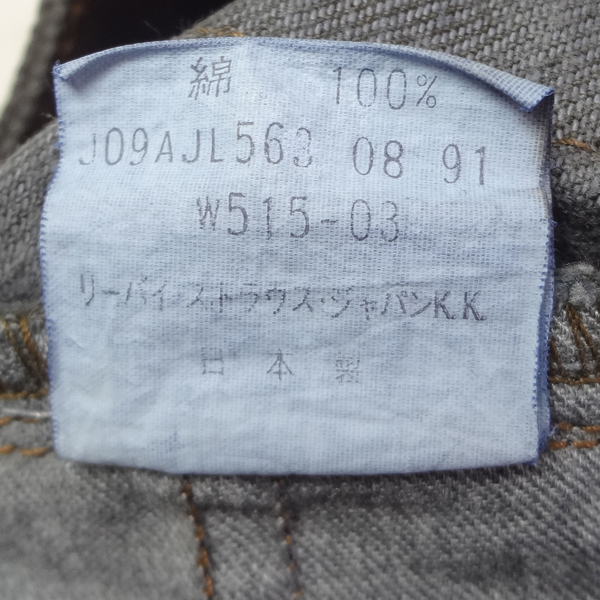 綿 100%
J09AJL563 08 91
W515-03
リーバイ・ストラウス・ジャパンK.K.
日本製